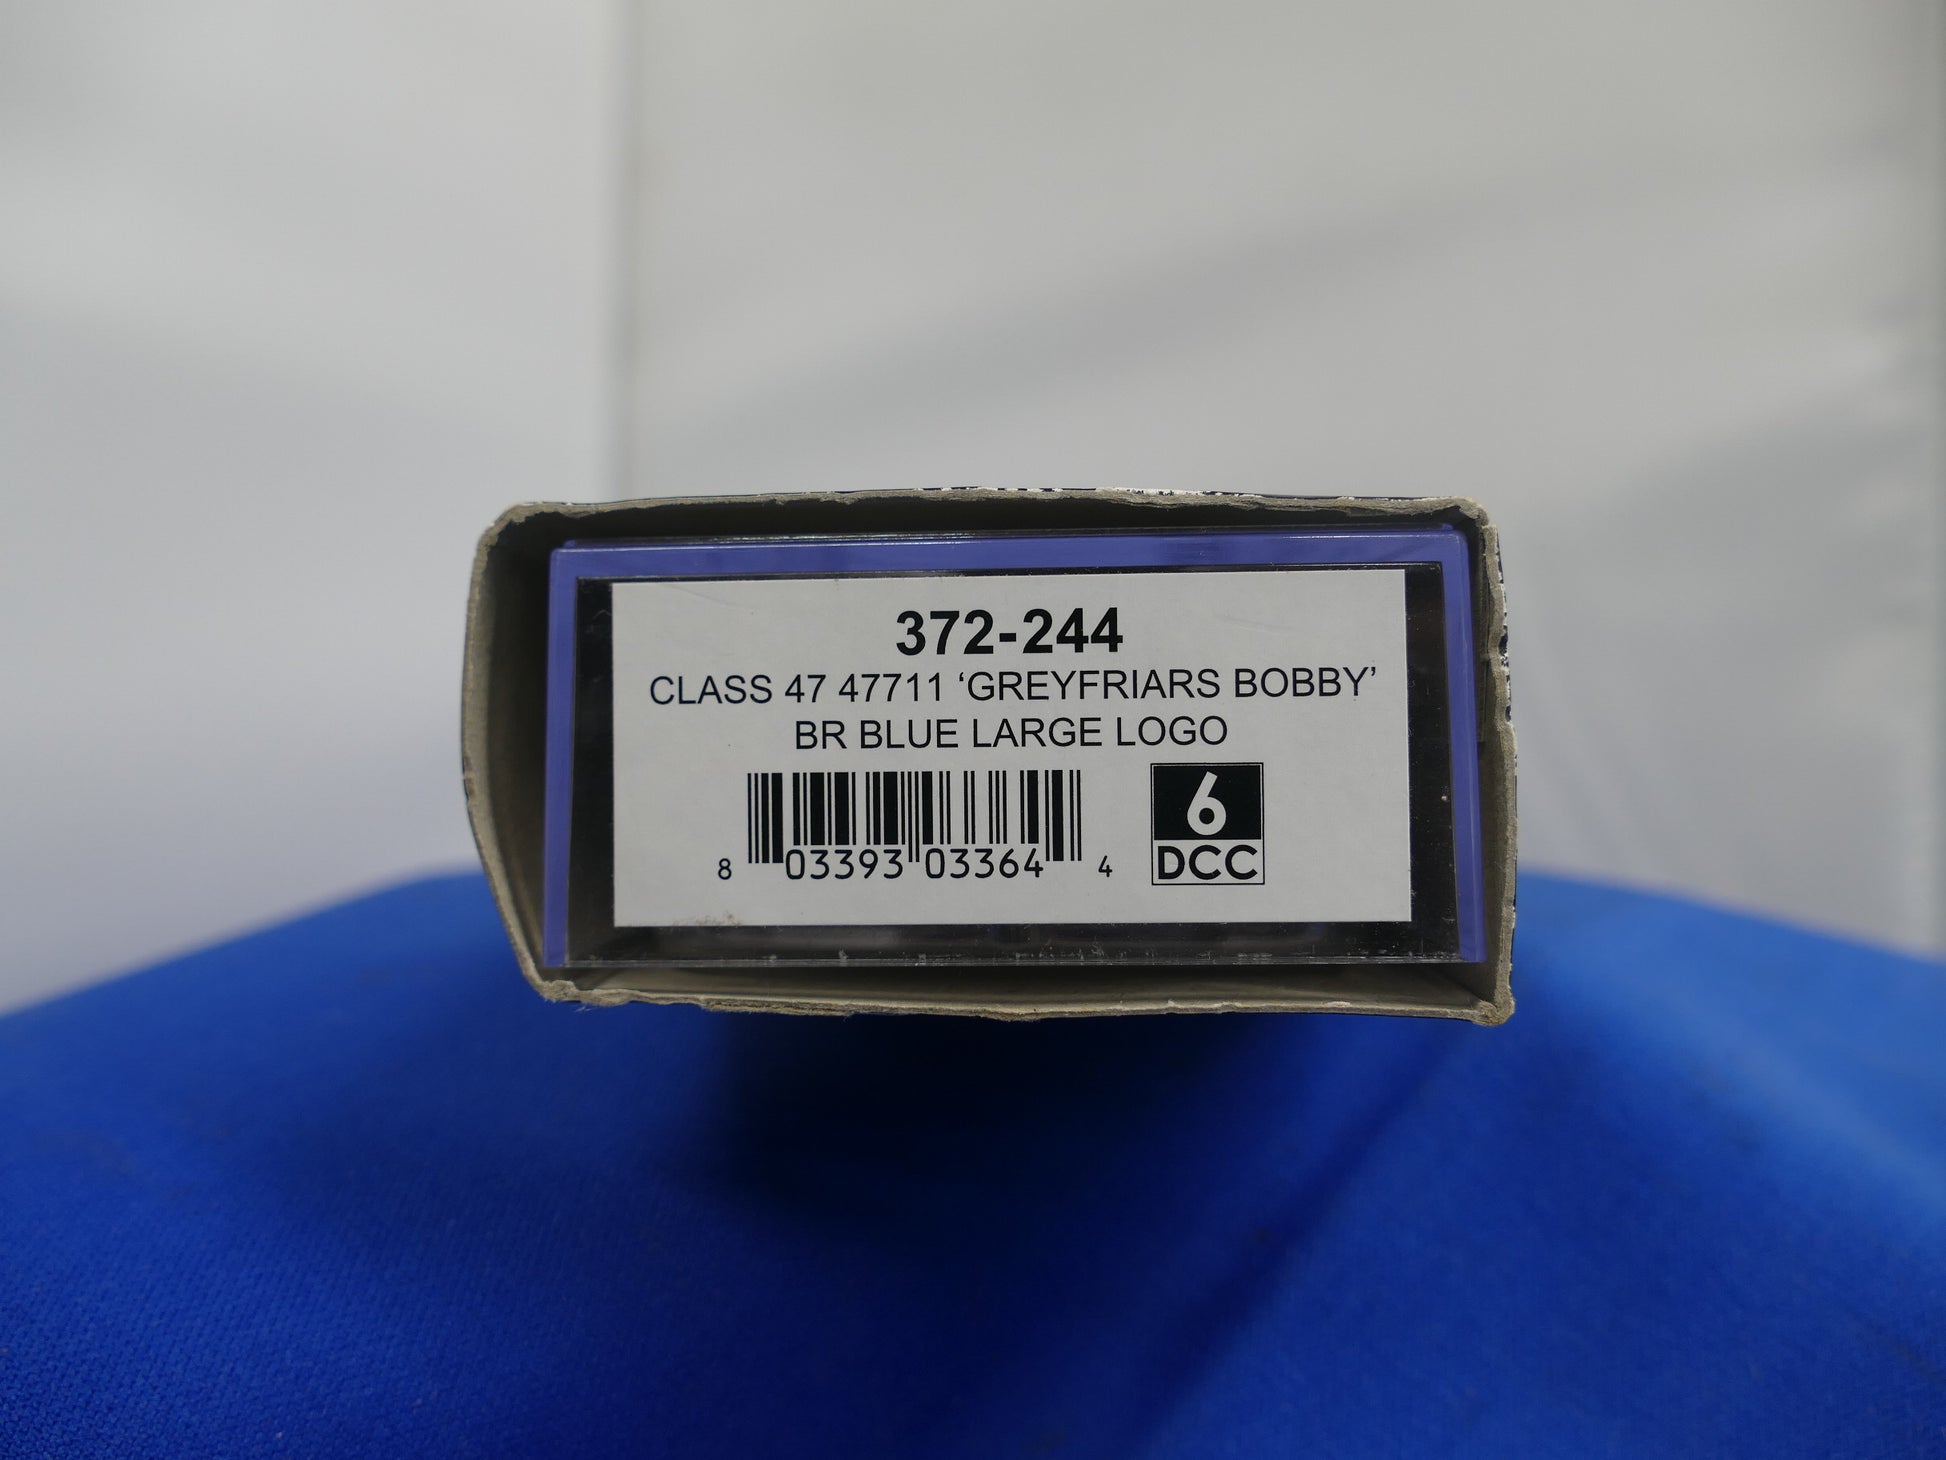 372-244
CLASS 47 47711 ‘GREYFRIARS BOBBY’
BR BLUE LARGE LOGO
8 03393 03364 4
6
DCC